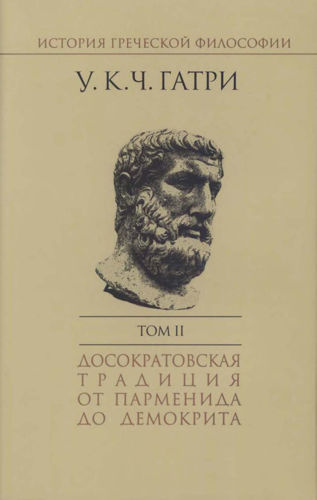 ИСТОРИЯ ГРЕЧЕСКОЙ ФИЛОСОФИИ
У. К. Ч. ГАТРИ
ТОМ II
ДОСОКРАТОВСКАЯ
ТРАДИЦИЯ
ОТ ПАРМЕНИДА
ДО ДЕМОКРИТА